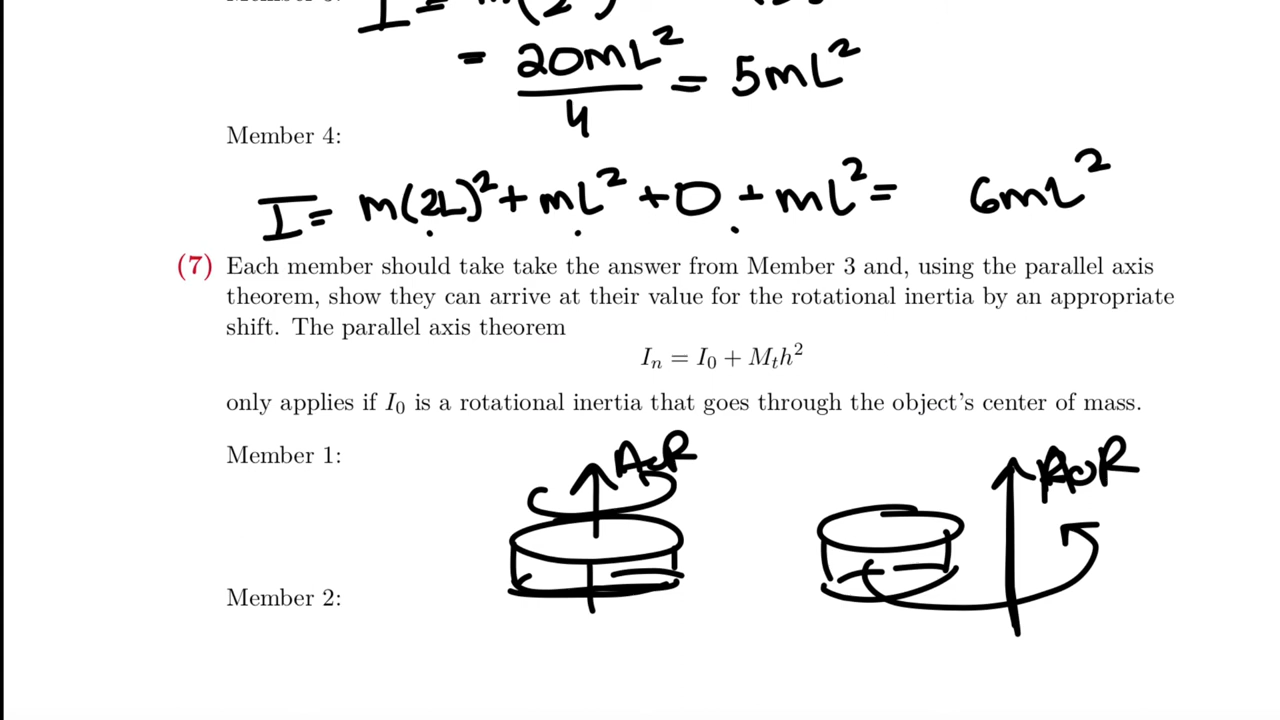 = 20mL² / 4 = 5mL²
Member 4:
I = m(2L)² + mL² + 0 + mL² = 6mL²
(7) Each member should take take the answer from Member 3 and, using the parallel axis
theorem, show they can arrive at their value for the rotational inertia by an appropriate
shift. The parallel axis theorem
Iₙ = I₀ + Mₜh²
only applies if I₀ is a rotational inertia that goes through the object's center of mass.
Member 1:
AoR
AoR
Member 2: